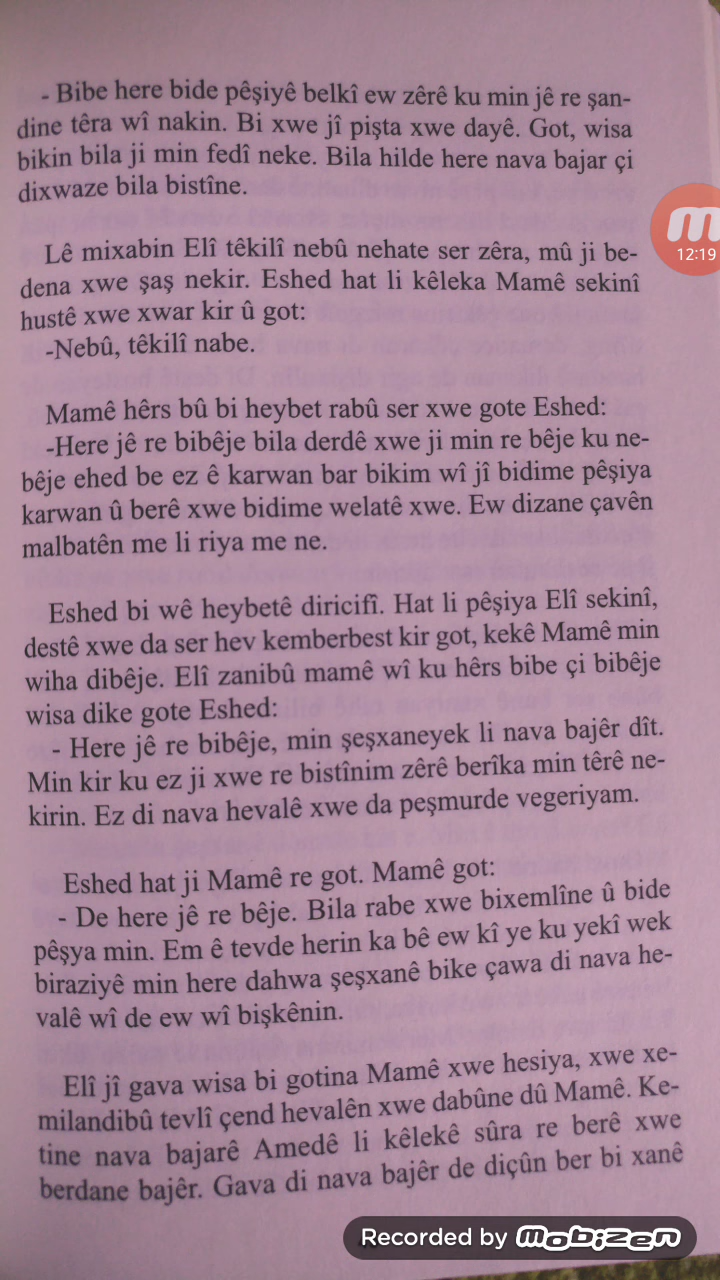 - Bibe here bide pêşiyê belkî ew zêrê ku min jê re şan-
dine têra wî nakin. Bi xwe jî pişta xwe dayê. Got, wisa
bikin bila ji min fedî neke. Bila hilde here nava bajar çi
dixwaze bila bistîne.
Lê mixabin Elî têkilî nebû nehate ser zêra, mû ji be-
dena xwe şaş nekir. Eshed hat li kêleka Mamê sekinî
hustê xwe xwar kir û got:
-Nebû, têkilî nabe.
Mamê hêrs bû bi heybet rabû ser xwe gote Eshed:
-Here jê re bibêje bila derdê xwe ji min re bêje ku ne-
bêje ehed be ez ê karwan bar bikim wî jî bidime pêşiya
karwan û berê xwe bidime welatê xwe. Ew dizane çavên
malbatên me li riya me ne.
Eshed bi wê heybetê diricifî. Hat li pêşiya Elî sekinî,
destê xwe da ser hev kemberbest kir got, kekê Mamê min
wiha dibêje. Elî zanibû mamê wî ku hêrs bibe çi bibêje
wisa dike gote Eshed:
- Here jê re bibêje, min şeşxaneyek li nava bajêr dît.
Min kir ku ez ji xwe re bistînim zêrê berîka min têrê ne-
kirin. Ez di nava hevalê xwe da peşmurde vegeriyam.
Eshed hat ji Mamê re got. Mamê got:
- De here jê re bêje. Bila rabe xwe bixemlîne û bide
pêşya min. Em ê tevde herin ka bê ew kî ye ku yekî wek
biraziyê min here dahwa şeşxanê bike çawa di nava he-
valê wî de ew wî bişkênin.
Elî jî gava wisa bi gotina Mamê xwe hesiya, xwe xe-
milandibû tevlî çend hevalên xwe dabûne dû Mamê. Ke-
tine nava bajarê Amedê li kêlekê sûra re berê xwe
berdane bajêr. Gava di nava bajêr de diçûn ber bi xanê
12:19
Recorded by mobizen